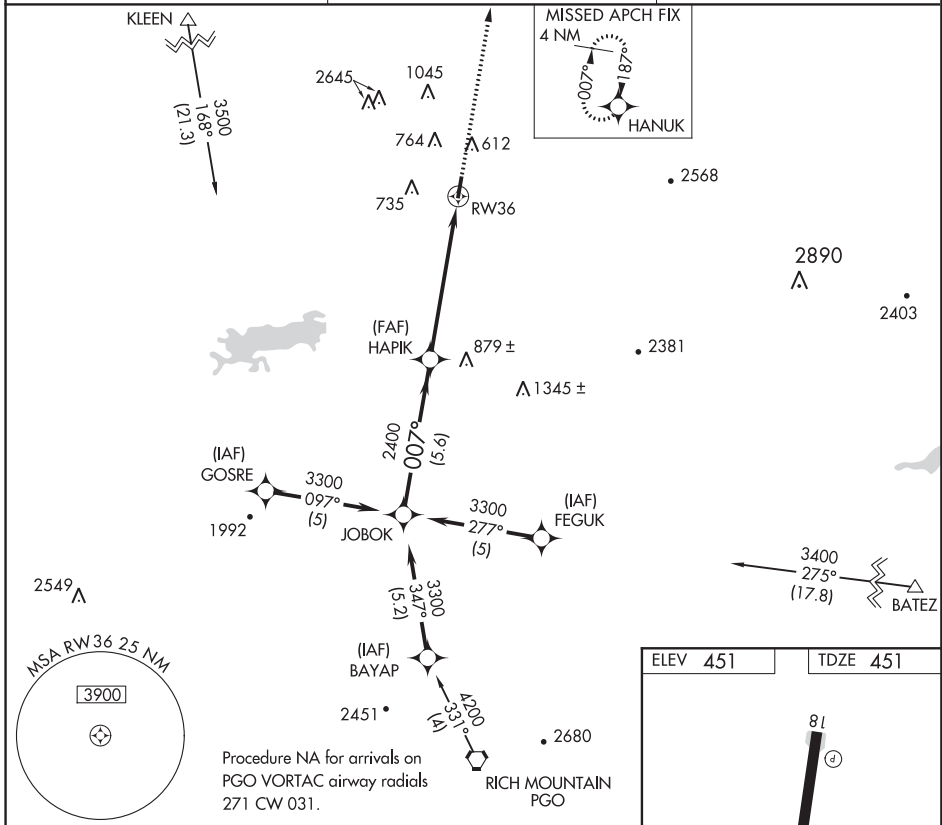 KLEEN
3500
168°
(21.3)
2645
1045
764
612
735
RW36
MISSED APCH FIX
4 NM
007°
187°
HANUK
2568
2890
2403
(FAF)
HAPIK
879 ±
2381
1345 ±
2400
007°
(5.6)
(IAF)
GOSRE
3300
097°
(5)
1992
JOBOK
3300
277°
(5)
(IAF)
FEGUK
3400
275°
(17.8)
BATEZ
2549
3300
347°
(5.2)
(IAF)
BAYAP
MSA RW36 25 NM
3900
2451
4200
331°
(4)
2680
RICH MOUNTAIN
PGO
Procedure NA for arrivals on
PGO VORTAC airway radials
271 CW 031.
ELEV 451
TDZE 451
18
P